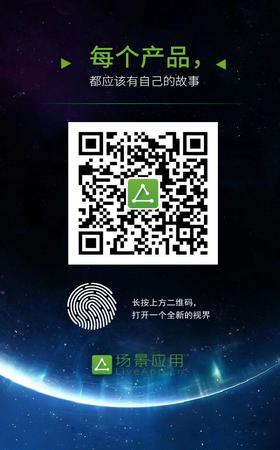 每个产品，
都应该有自己的故事
长按上方二维码，
打开一个全新的视界
场景应用